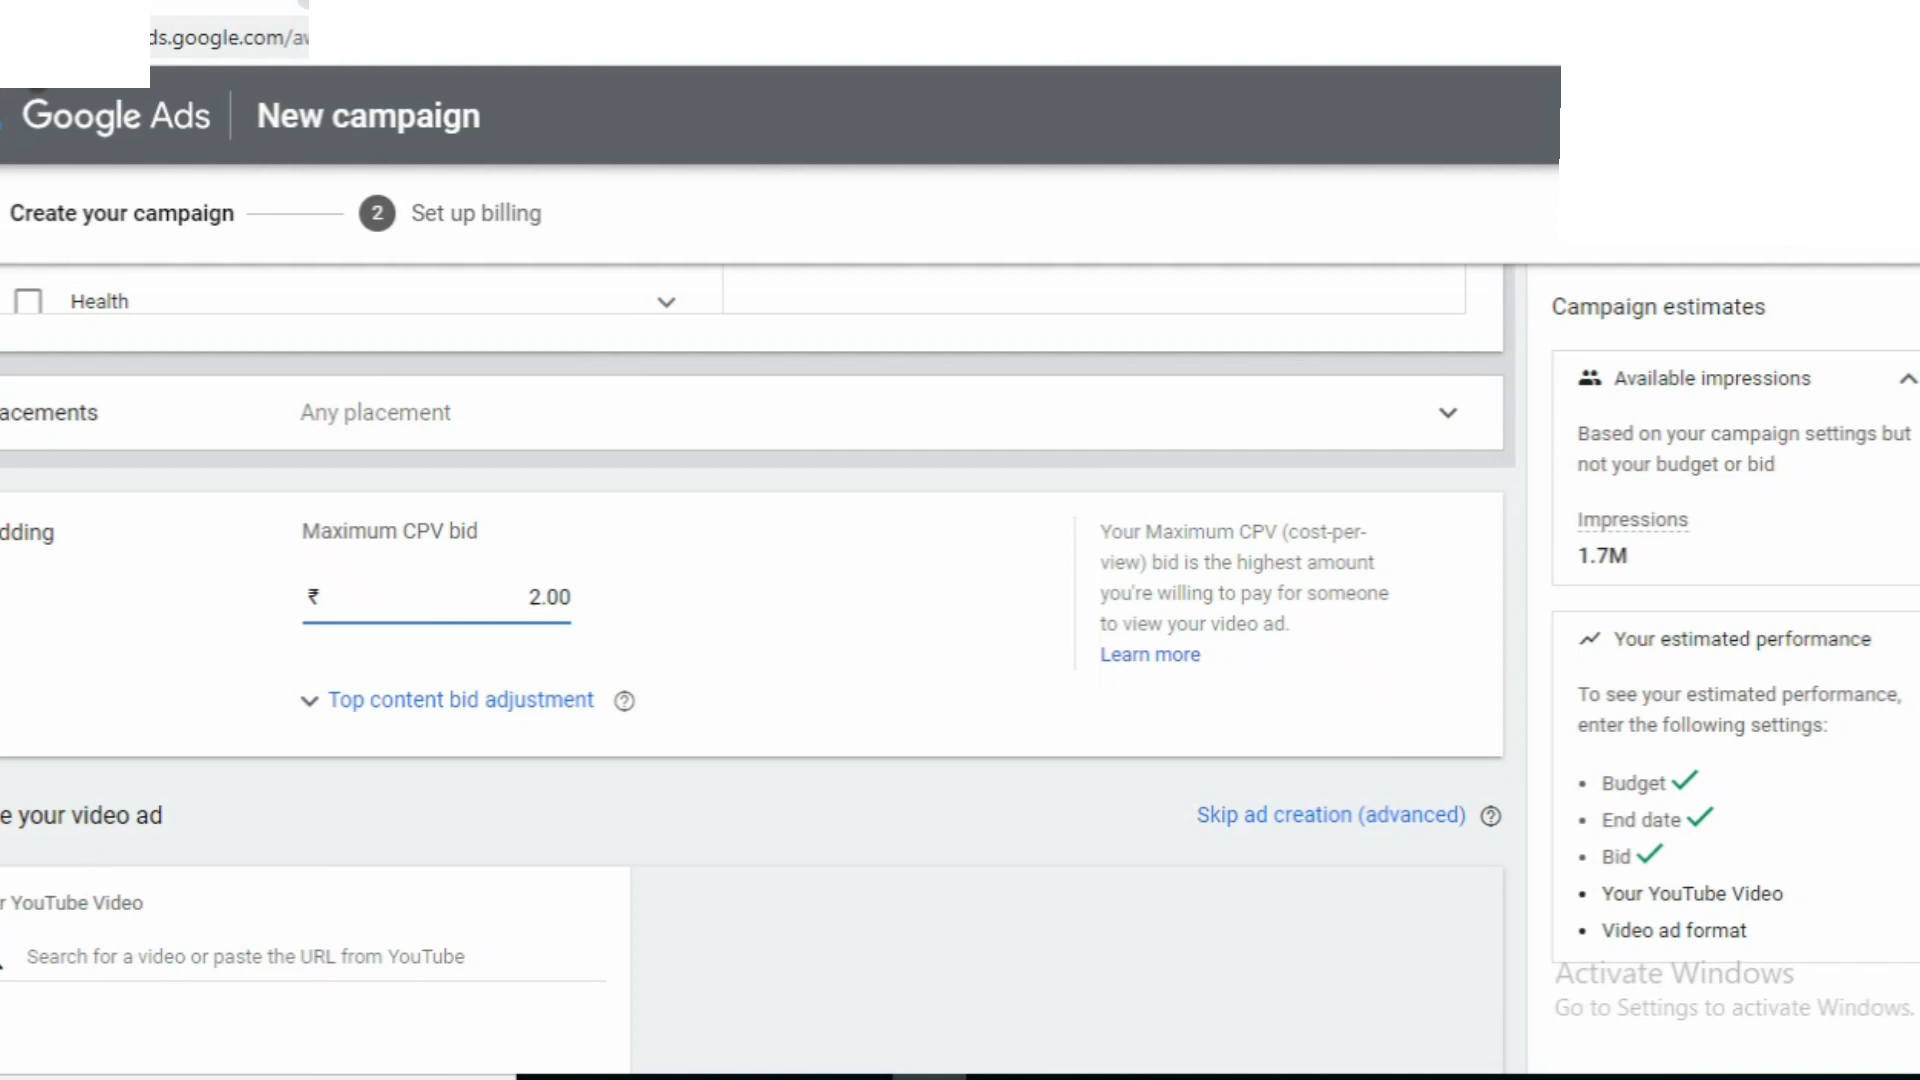 ds.google.com/aw
Google Ads
New campaign
Create your campaign
2
Set up billing
Health
Campaign estimates
Available impressions
acements
Any placement
Based on your campaign settings but
not your budget or bid
Impressions
1.7M
dding
Maximum CPV bid
₹ 2.00
Your Maximum CPV (cost-per-
view) bid is the highest amount
you're willing to pay for someone
to view your video ad.
Learn more
Top content bid adjustment
Your estimated performance
To see your estimated performance,
enter the following settings:
• Budget
• End date
• Bid
• Your YouTube Video
• Video ad format
e your video ad
Skip ad creation (advanced)
r YouTube Video
Search for a video or paste the URL from YouTube
Activate Windows
Go to Settings to activate Windows.